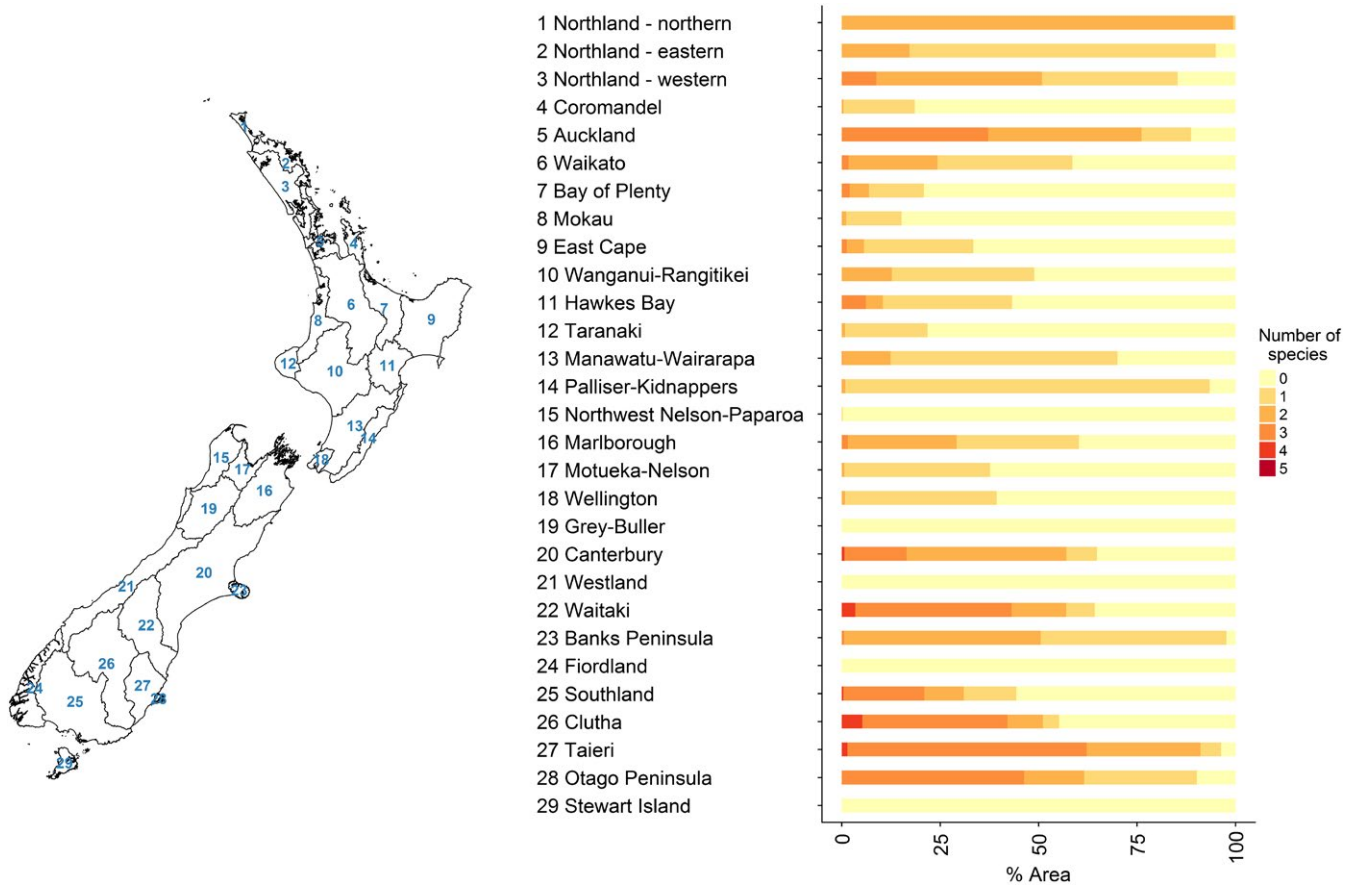 1 Northland - northern
2 Northland - eastern
3 Northland - western
4 Coromandel
5 Auckland
6 Waikato
7 Bay of Plenty
8 Mokau
9 East Cape
10 Wanganui-Rangitikei
11 Hawkes Bay
12 Taranaki
13 Manawatu-Wairarapa
14 Palliser-Kidnappers
15 Northwest Nelson-Paparoa
16 Marlborough
17 Motueka-Nelson
18 Wellington
19 Grey-Buller
20 Canterbury
21 Westland
22 Waitaki
23 Banks Peninsula
24 Fiordland
25 Southland
26 Clutha
27 Taieri
28 Otago Peninsula
29 Stewart Island
0 25 50 75 100
% Area
Number of
species
0
1
2
3
4
5
1
2
3
4
6
7
8
9
10
11
12
13
14
15
16
17
18
19
20
21
22
23
24
25
26
27
28
29